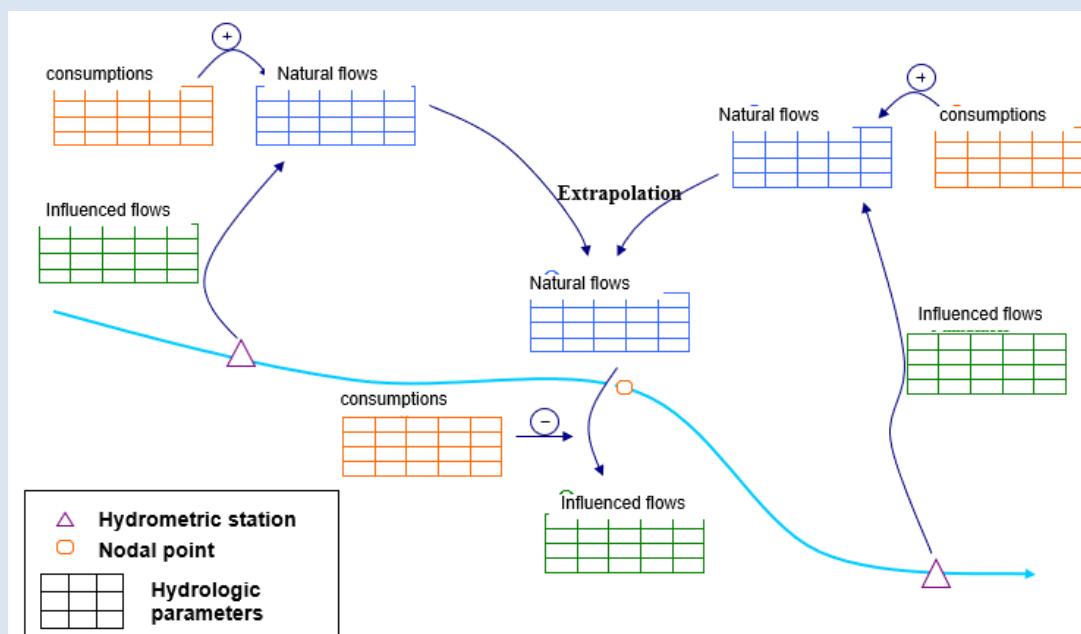 +
consumptions
Natural flows
+
Natural flows
consumptions
Extrapolation
Influenced flows
Natural flows
Influenced flows
consumptions
−
Influenced flows
Hydrometric station
Nodal point
Hydrologic
parameters